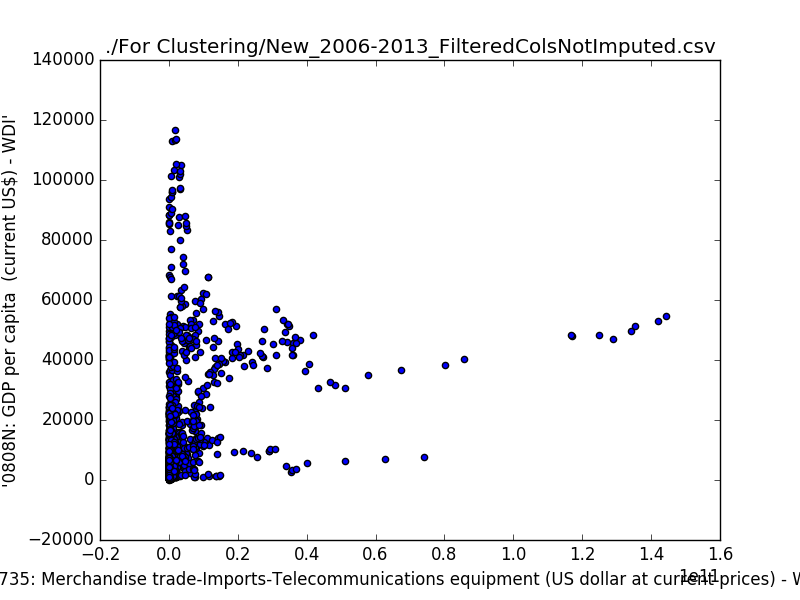 ./For Clustering/New_2006-2013_FilteredColsNotImputed.csv
140000
120000
100000
80000
60000
40000
20000
0
−20000
'0808N: GDP per capita  (current US$) - WDI'
−0.2 0.0 0.2 0.4 0.6 0.8 1.0 1.2 1.4 1.6
1e11
735: Merchandise trade-Imports-Telecommunications equipment (US dollar at current prices) - W